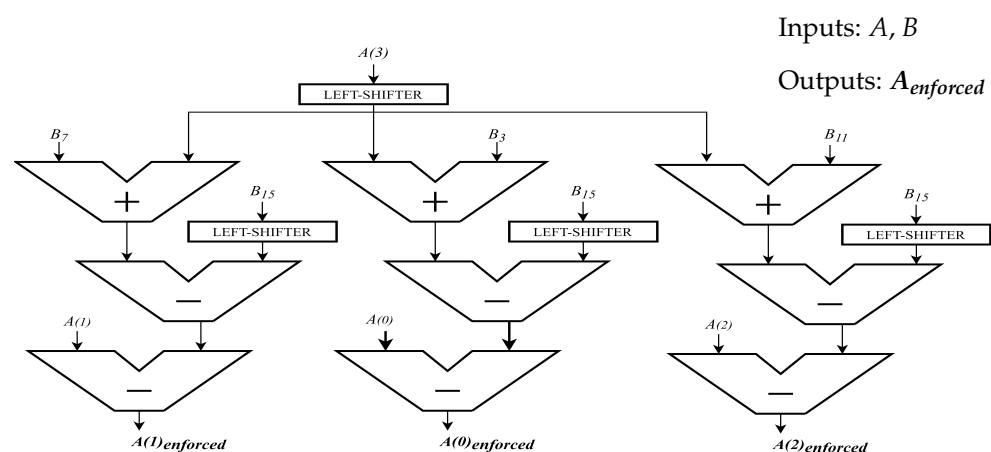 Inputs: A, B
Outputs: A_enforced
A(3)
LEFT-SHIFTER
B_7
B_3
B_11
+
+
+
B_15
B_15
B_15
LEFT-SHIFTER
LEFT-SHIFTER
LEFT-SHIFTER
—
—
—
A(1)
A(0)
A(2)
—
—
—
A(1)_enforced
A(0)_enforced
A(2)_enforced